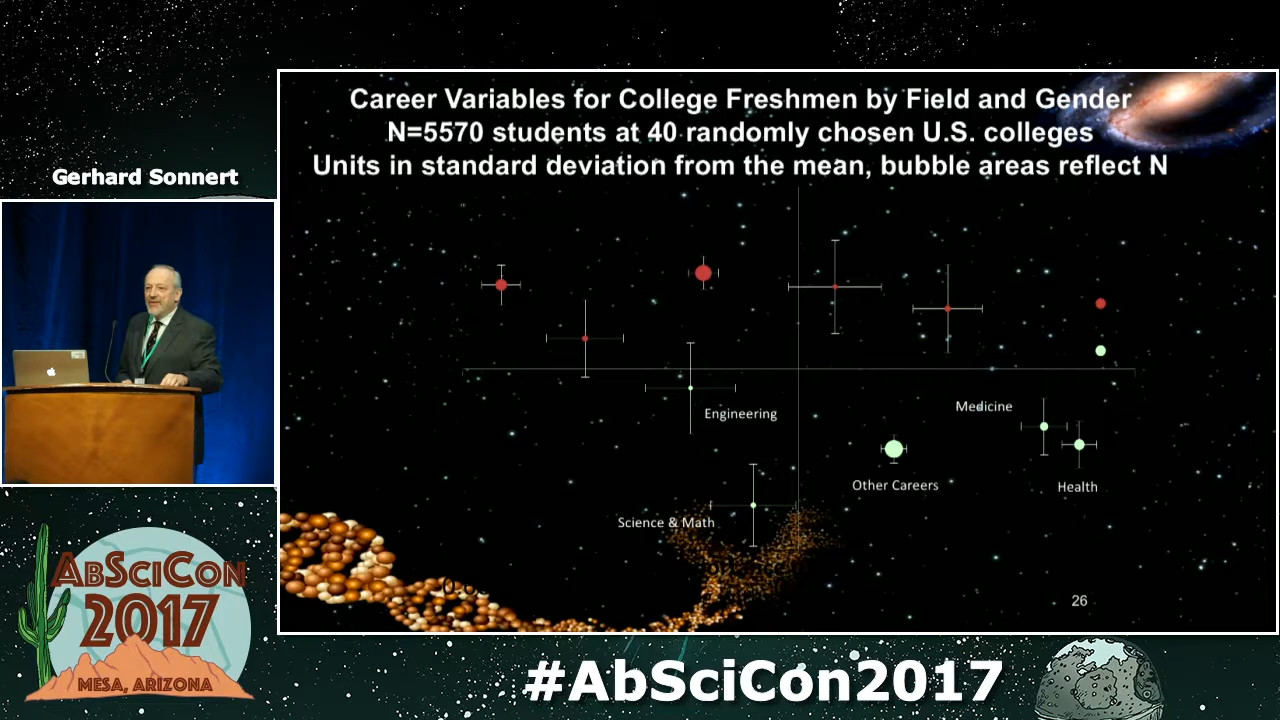 Career Variables for College Freshmen by Field and Gender
N=5570 students at 40 randomly chosen U.S. colleges
Units in standard deviation from the mean, bubble areas reflect N
Gerhard Sonnert
Medicine
Engineering
Other Careers
Health
Science & Math
26
ABSCICON
2017
MESA, ARIZONA
#AbSciCon2017